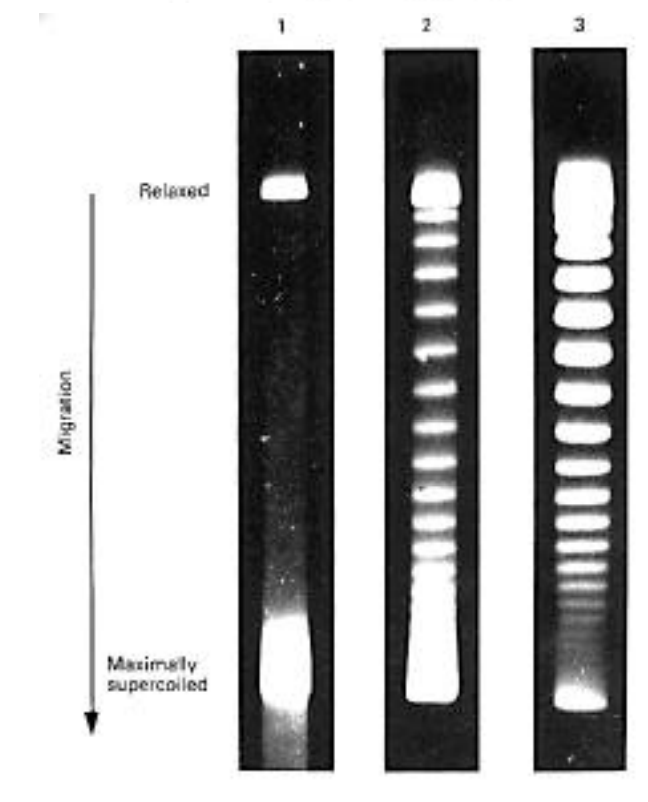 1 2 3
Relaxed
Migration
Maximally
supercoiled